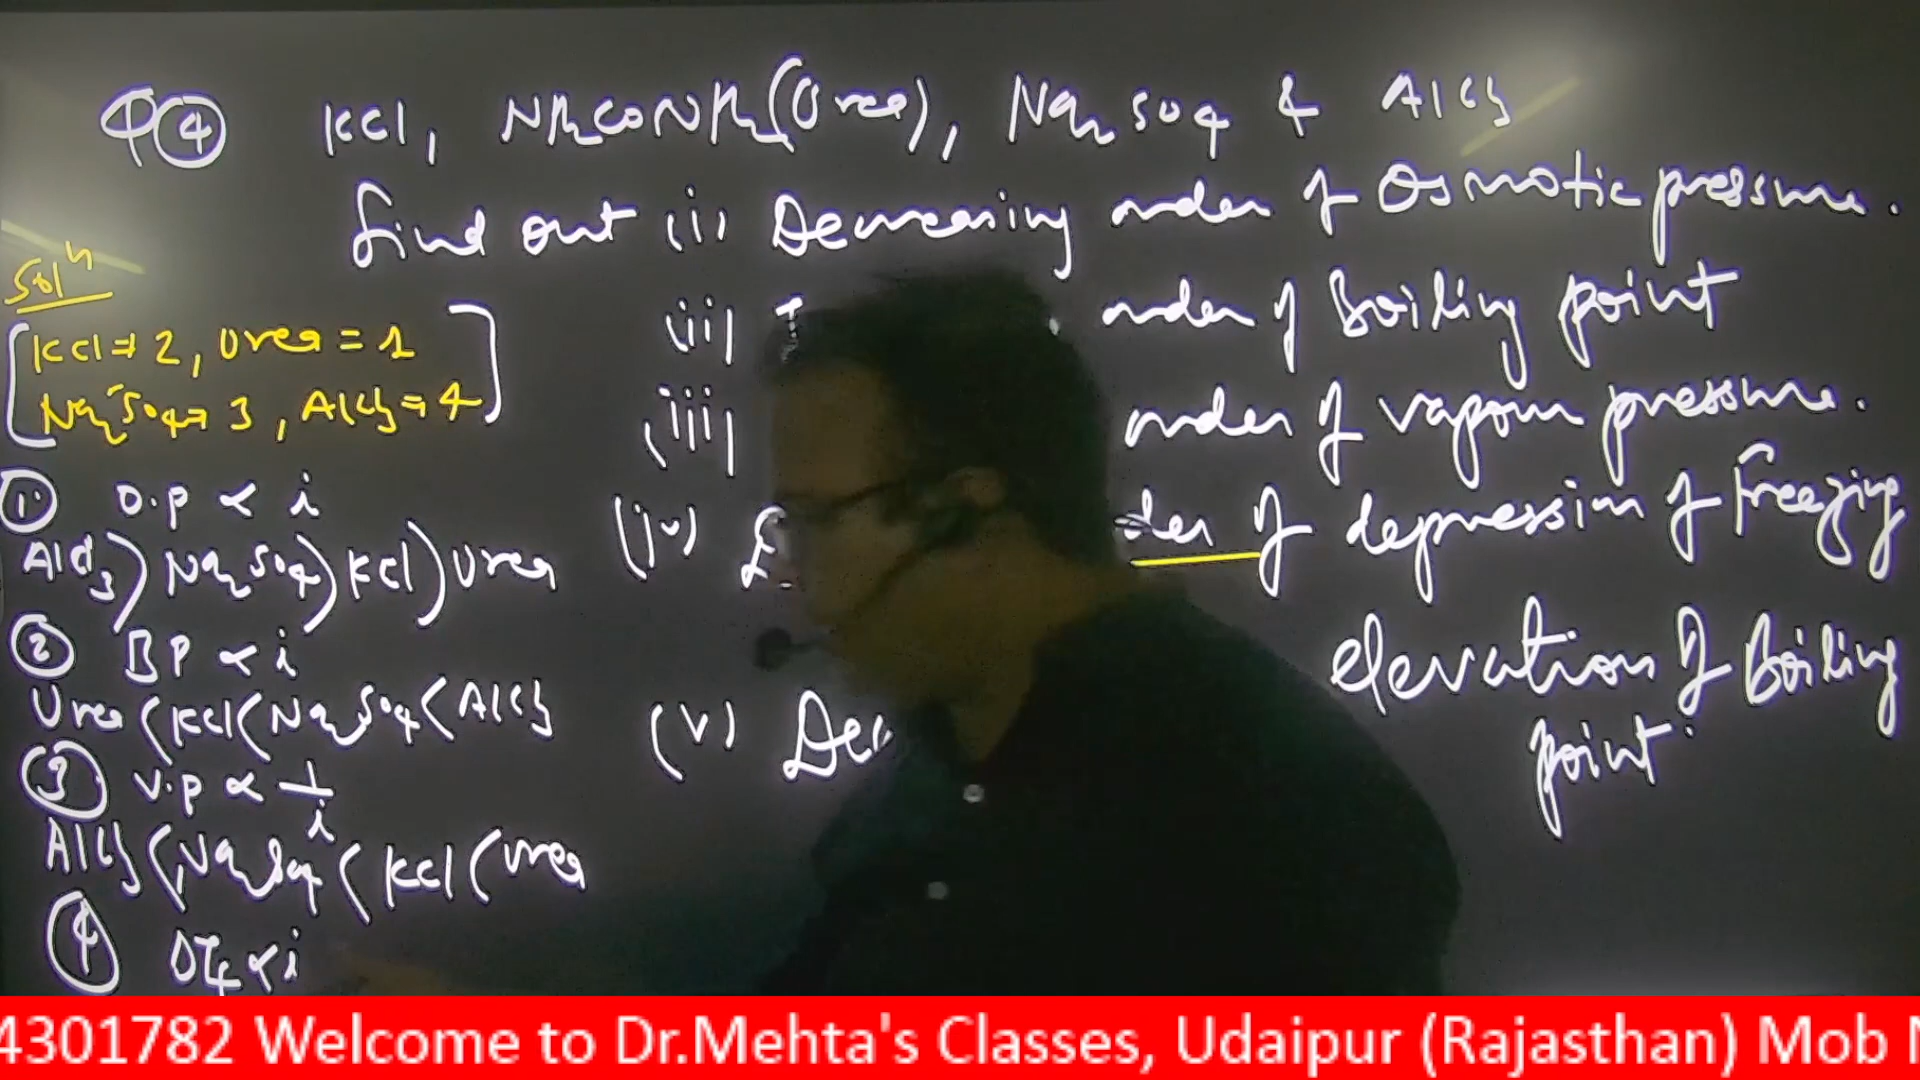 Q④ KCl, NH2CONH2(Urea), Na2SO4 & AlCl3
find out (i) Decreasing order of Osmotic pressure.
(ii) order of Boiling point
(iii) order of vapour pressure.
(iv) der of depression of Freezing
(v) Dec elevation of Boiling
point.
Solⁿ
[KCl ⇒ 2, Urea = 1
Na2SO4 ⇒ 3, AlCl3 ⇒ 4]
① O.P ∝ i
AlCl3 > Na2SO4 > KCl > Urea
② BP ∝ i
Urea < KCl < Na2SO4 < AlCl3
③ V.P ∝ 1/i
AlCl3 < Na2SO4 < KCl < Urea
④ ΔTf ∝ i
4301782 Welcome to Dr.Mehta's Classes, Udaipur (Rajasthan) Mob N